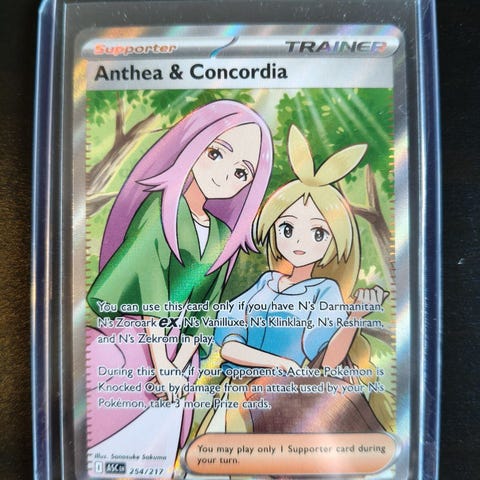 Supporter TRAINER
Anthea & Concordia
You can use this card only if you have N's Darmanitan,
N's Zoroark ex, N's Vanilluxe, N's Klinklang, N's Reshiram,
and N's Zekrom in play.
During this turn, if your opponent's Active Pokémon is
Knocked Out by damage from an attack used by your N's
Pokémon, take 3 more Prize cards.
Illus. Sanosuke Sakuma
I ASC EN 254/217
You may play only 1 Supporter card during
your turn.